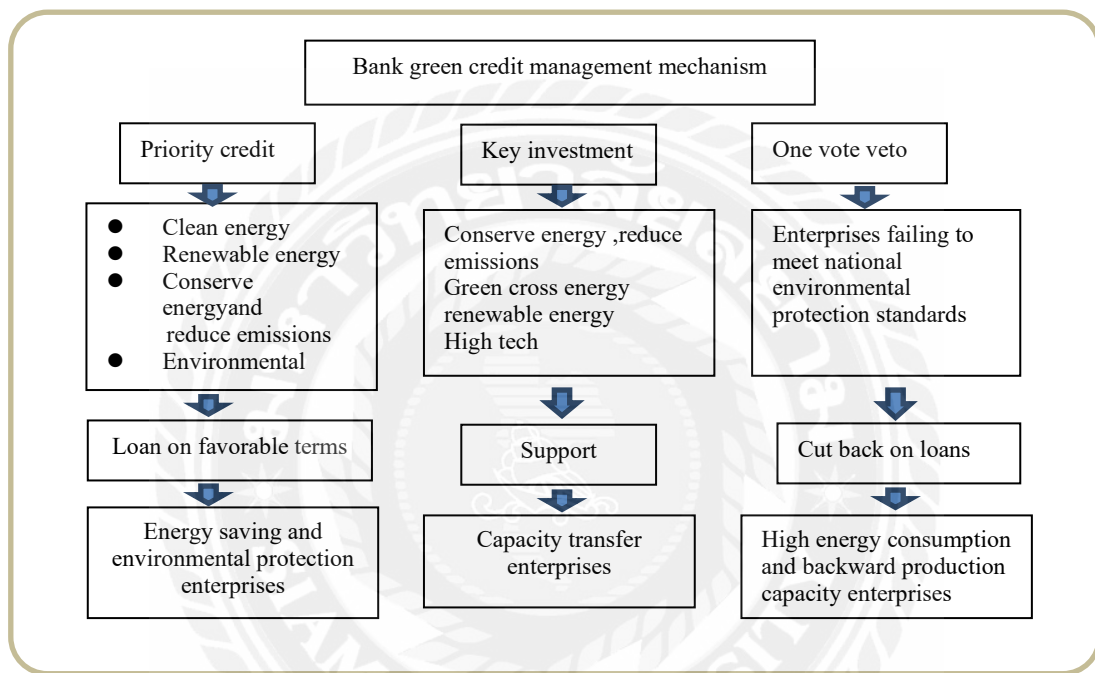 Bank green credit management mechanism
Priority credit
Key investment
One vote veto
● Clean energy
● Renewable energy
● Conserve
energyand
reduce emissions
● Environmental
Conserve energy ,reduce
emissions
Green cross energy
renewable energy
High tech
Enterprises failing to
meet national
environmental
protection standards
Loan on favorable terms
Support
Cut back on loans
Energy saving and
environmental protection
enterprises
Capacity transfer
enterprises
High energy consumption
and backward production
capacity enterprises